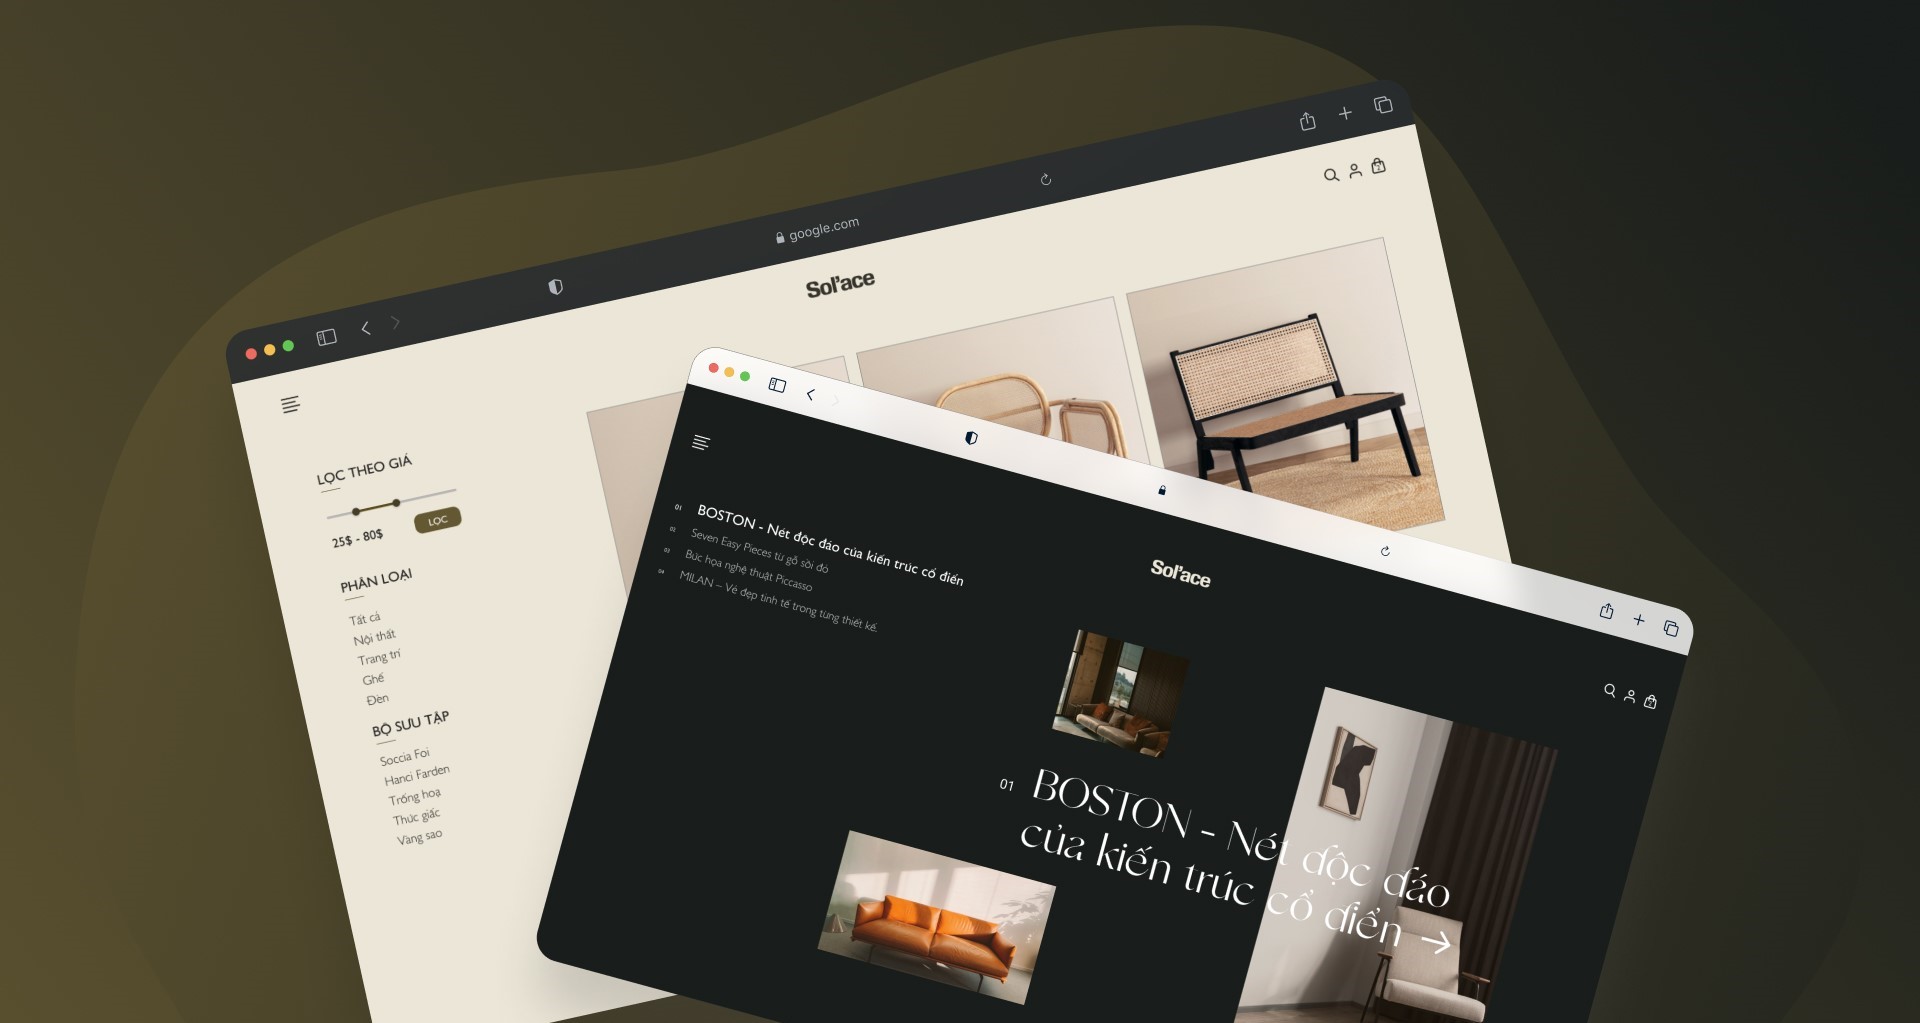 google.com
Sol'ace
LỌC THEO GIÁ
25$ - 80$
LỌC
PHÂN LOẠI
Tất cả
Nội thất
Trang trí
Ghế
Đèn
BỘ SƯU TẬP
Soccia Foi
Hanci Farden
Trống hoạ
Thức giấc
Vàng sao
01 BOSTON - Nét độc đáo của kiến trúc cổ điển
02 Seven Easy Pieces từ gỗ sồi đỏ
03 Bức họa nghệ thuật Piccasso
04 MILAN – Vẻ đẹp tinh tế trong từng thiết kế.
Sol'ace
01 BOSTON - Nét độc đáo
của kiến trúc cổ điển →